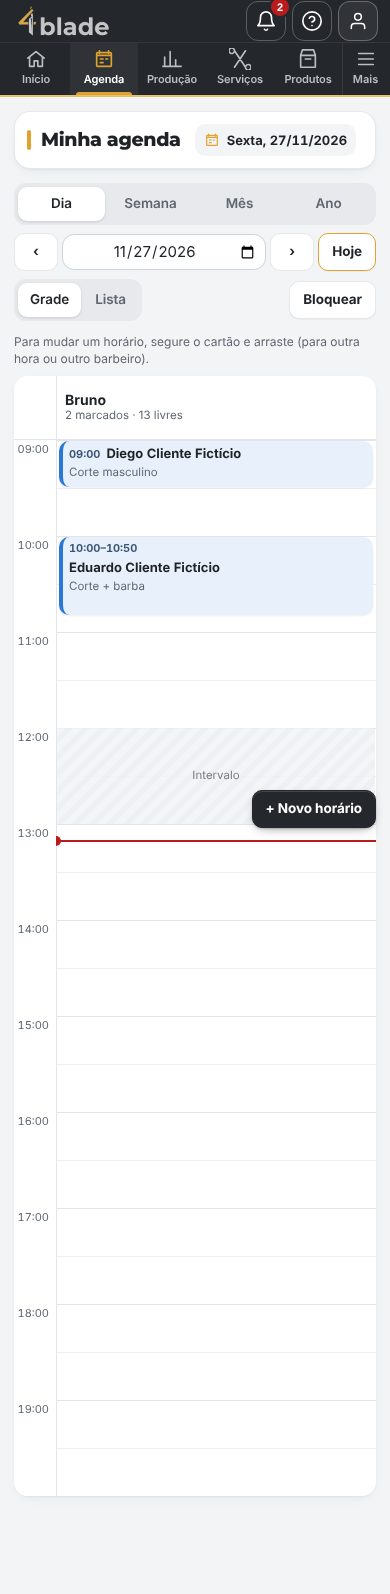 4blade
2
Início
Agenda
Produção
Serviços
Produtos
Mais
Minha agenda
Sexta, 27/11/2026
Dia
Semana
Mês
Ano
‹
11/27/2026
›
Hoje
Grade
Lista
Bloquear
Para mudar um horário, segure o cartão e arraste (para outra
hora ou outro barbeiro).
Bruno
2 marcados · 13 livres
09:00
09:00 Diego Cliente Fictício
Corte masculino
10:00
10:00–10:50
Eduardo Cliente Fictício
Corte + barba
11:00
12:00
Intervalo
+ Novo horário
13:00
14:00
15:00
16:00
17:00
18:00
19:00